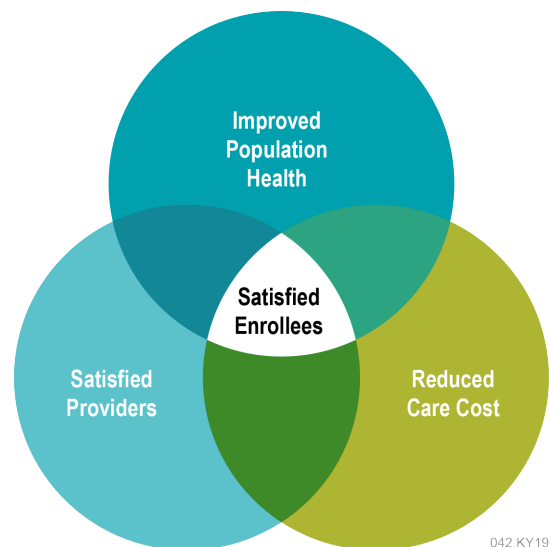 Improved
Population
Health
Satisfied
Enrollees
Satisfied
Providers
Reduced
Care Cost
042.KY19